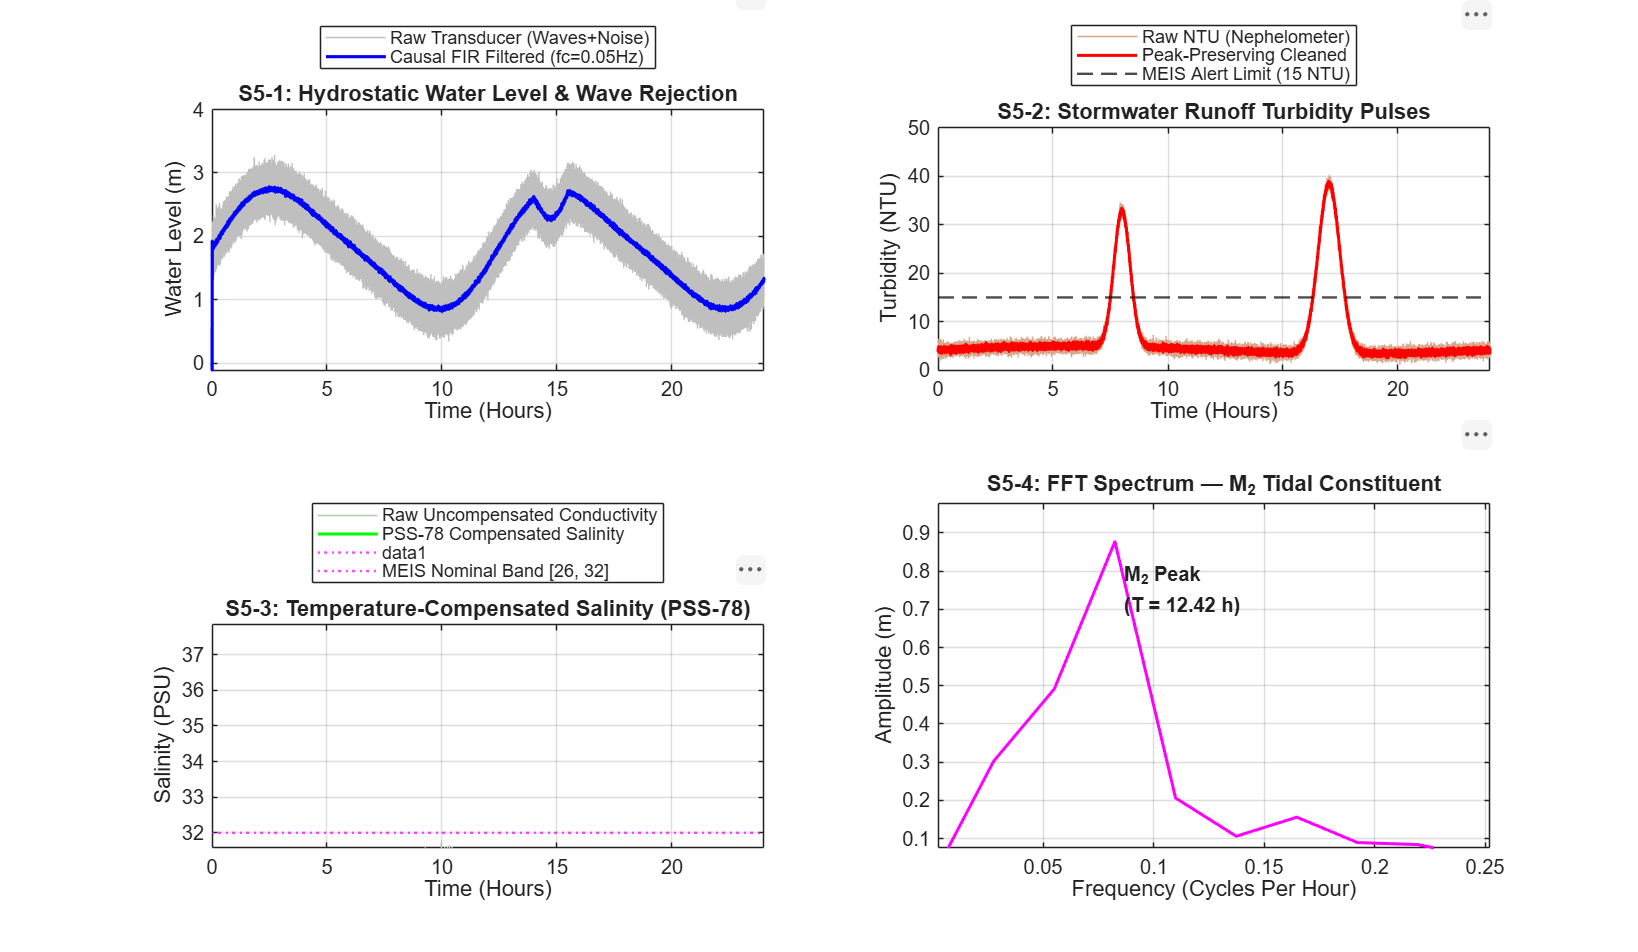 Raw Transducer (Waves+Noise)
Causal FIR Filtered (fc=0.05Hz)
S5-1: Hydrostatic Water Level & Wave Rejection
Water Level (m)
4
3
2
1
0
0 5 10 15 20
Time (Hours)
Raw NTU (Nephelometer)
Peak-Preserving Cleaned
MEIS Alert Limit (15 NTU)
S5-2: Stormwater Runoff Turbidity Pulses
Turbidity (NTU)
50
40
30
20
10
0
0 5 10 15 20
Time (Hours)
Raw Uncompensated Conductivity
PSS-78 Compensated Salinity
data1
MEIS Nominal Band [26, 32]
S5-3: Temperature-Compensated Salinity (PSS-78)
Salinity (PSU)
37
36
35
34
33
32
0 5 10 15 20
Time (Hours)
S5-4: FFT Spectrum — M₂ Tidal Constituent
Amplitude (m)
0.9
0.8
0.7
0.6
0.5
0.4
0.3
0.2
0.1
M₂ Peak
(T = 12.42 h)
0.05 0.1 0.15 0.2 0.25
Frequency (Cycles Per Hour)